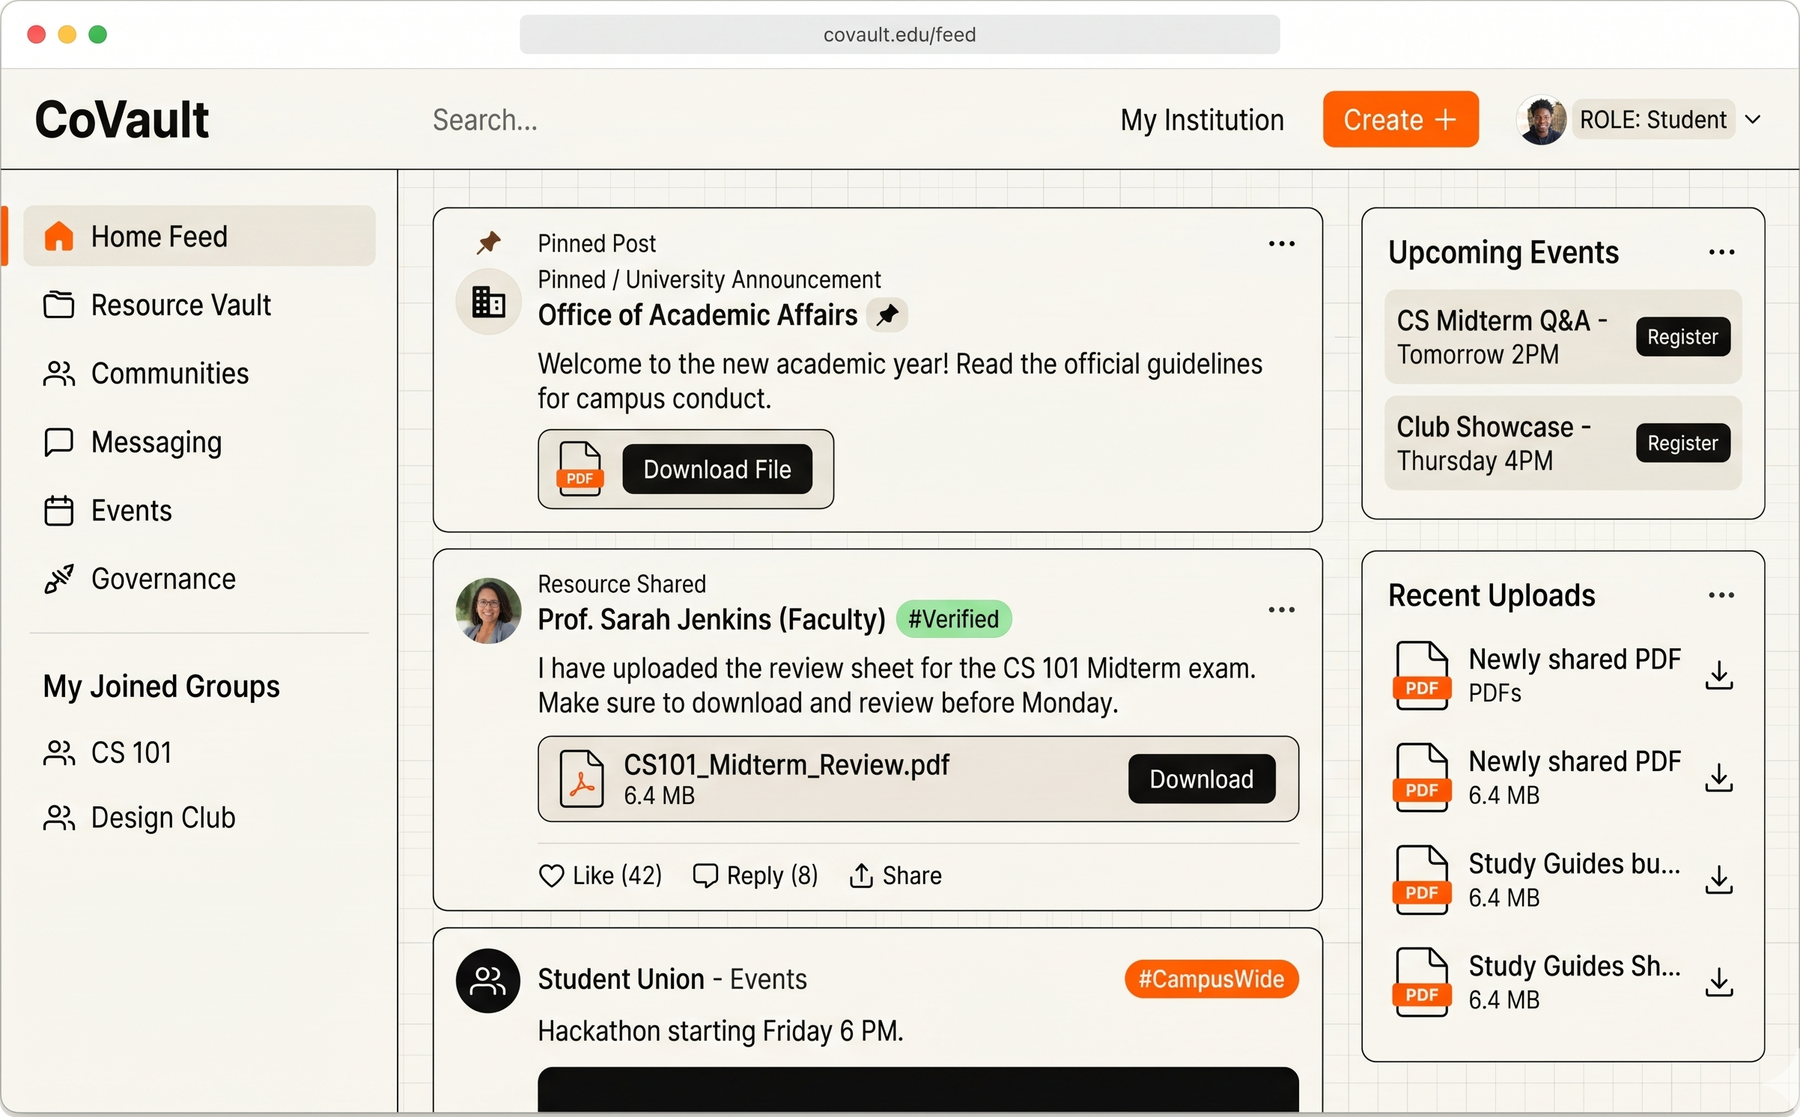 covault.edu/feed
CoVault
Search...
My Institution
Create +
ROLE: Student
Home Feed
Resource Vault
Communities
Messaging
Events
Governance
My Joined Groups
CS 101
Design Club
Pinned Post
Pinned / University Announcement
Office of Academic Affairs
Welcome to the new academic year! Read the official guidelines
for campus conduct.
PDF
Download File
Resource Shared
Prof. Sarah Jenkins (Faculty)
#Verified
I have uploaded the review sheet for the CS 101 Midterm exam.
Make sure to download and review before Monday.
CS101_Midterm_Review.pdf
6.4 MB
Download
Like (42)
Reply (8)
Share
Student Union - Events
#CampusWide
Hackathon starting Friday 6 PM.
Upcoming Events
CS Midterm Q&A -
Tomorrow 2PM
Register
Club Showcase -
Thursday 4PM
Register
Recent Uploads
PDF
Newly shared PDF
PDFs
PDF
Newly shared PDF
6.4 MB
PDF
Study Guides bu...
6.4 MB
PDF
Study Guides Sh...
6.4 MB